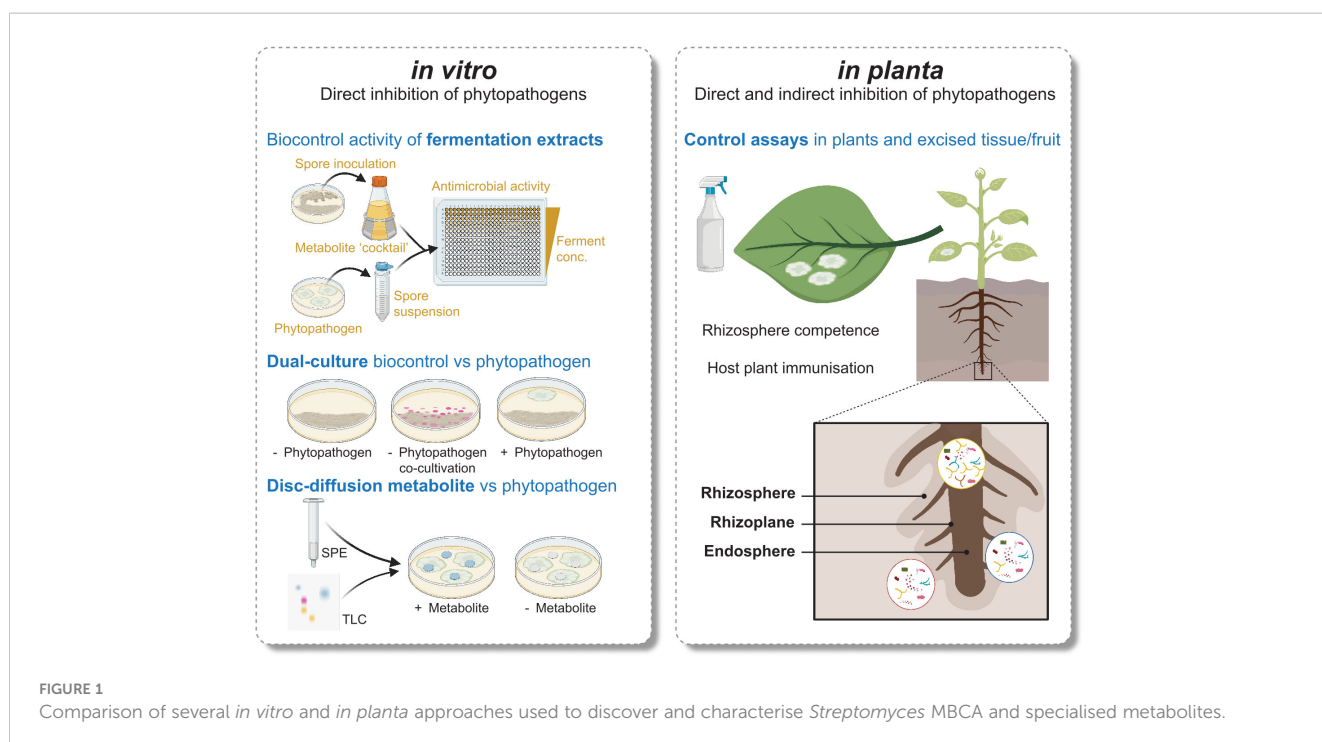 in vitro
Direct inhibition of phytopathogens
Biocontrol activity of fermentation extracts
Spore inoculation
Antimicrobial activity
Metabolite ‘cocktail’
Ferment
conc.
Spore
suspension
Phytopathogen
Dual-culture biocontrol vs phytopathogen
- Phytopathogen
- Phytopathogen
co-cultivation
+ Phytopathogen
Disc-diffusion metabolite vs phytopathogen
SPE
TLC
+ Metabolite
- Metabolite
in planta
Direct and indirect inhibition of phytopathogens
Control assays in plants and excised tissue/fruit
Rhizosphere competence
Host plant immunisation
Rhizosphere
Rhizoplane
Endosphere
FIGURE 1
Comparison of several in vitro and in planta approaches used to discover and characterise Streptomyces MBCA and specialised metabolites.